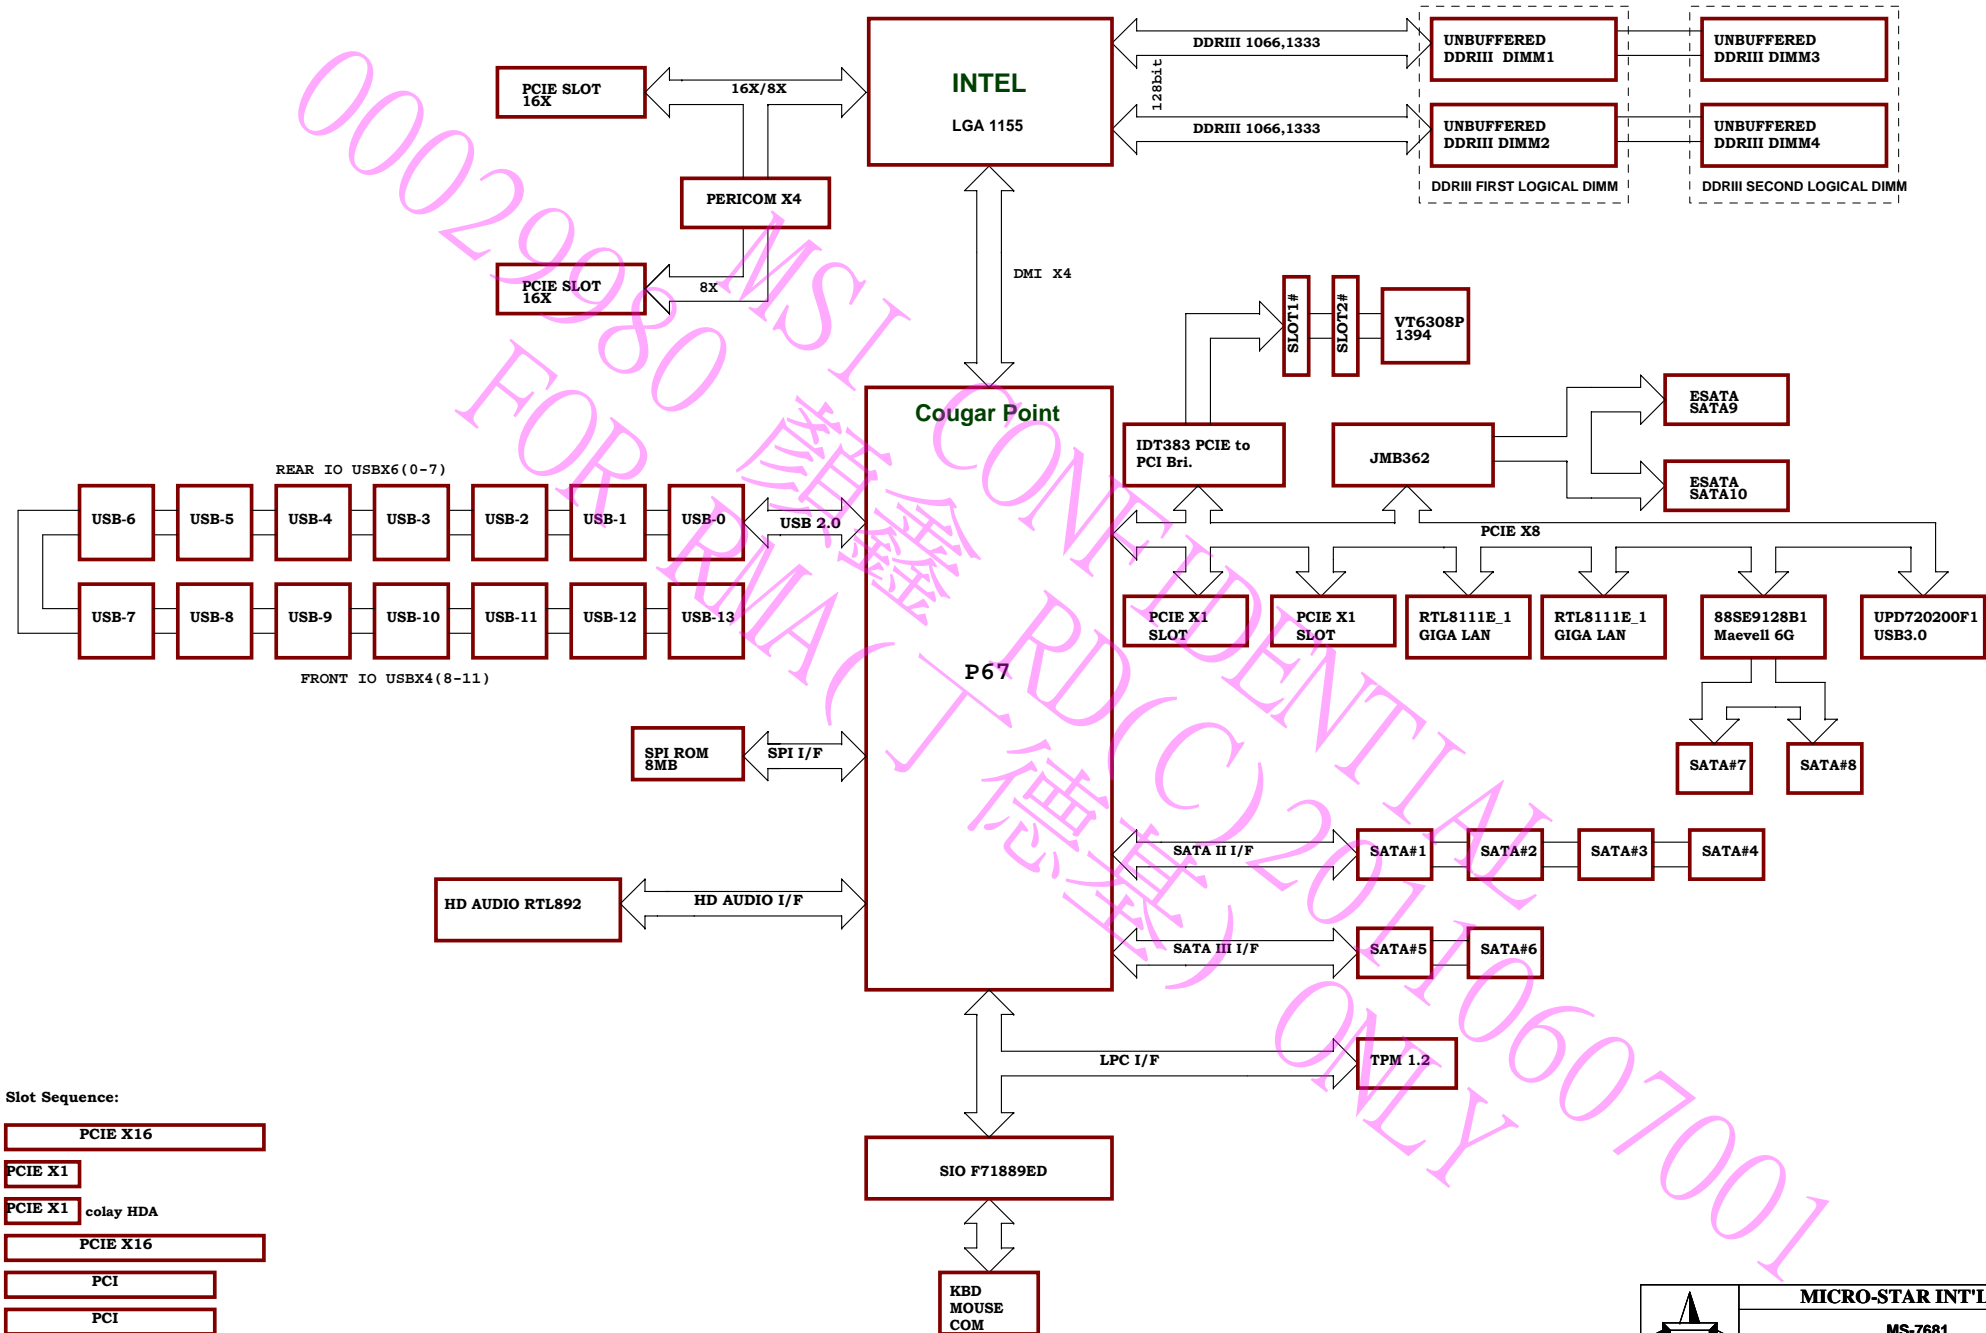 INTEL
LGA 1155
PCIE SLOT
16X
16X/8X
PERICOM X4
PCIE SLOT
16X
8X
DDRIII 1066,1333
128bit
DDRIII 1066,1333
UNBUFFERED
DDRIII DIMM1
UNBUFFERED
DDRIII DIMM3
UNBUFFERED
DDRIII DIMM2
UNBUFFERED
DDRIII DIMM4
DDRIII FIRST LOGICAL DIMM
DDRIII SECOND LOGICAL DIMM
DMI X4
SLOT1#
SLOT2#
VT6308P
1394
Cougar Point
P67
IDT383 PCIE to
PCI Bri.
JMB362
ESATA
SATA9
ESATA
SATA10
PCIE X8
REAR IO USBX6(0-7)
USB-6
USB-5
USB-4
USB-3
USB-2
USB-1
USB-0
USB 2.0
USB-7
USB-8
USB-9
USB-10
USB-11
USB-12
USB-13
FRONT IO USBX4(8-11)
PCIE X1
SLOT
PCIE X1
SLOT
RTL8111E_1
GIGA LAN
RTL8111E_1
GIGA LAN
88SE9128B1
Maevell 6G
UPD720200F1
USB3.0
SATA#7
SATA#8
SPI ROM
8MB
SPI I/F
HD AUDIO RTL892
HD AUDIO I/F
SATA II I/F
SATA#1
SATA#2
SATA#3
SATA#4
SATA III I/F
SATA#5
SATA#6
LPC I/F
TPM 1.2
SIO F71889ED
KBD
MOUSE
COM
Slot Sequence:
PCIE X16
PCIE X1
PCIE X1 colay HDA
PCIE X16
PCI
PCI
MICRO-STAR INT'L
MS-7681
MSI CONFIDENTIAL
00029980 顏鑫 RD(C)20110607001
FOR RMA(丁德基) ONLY